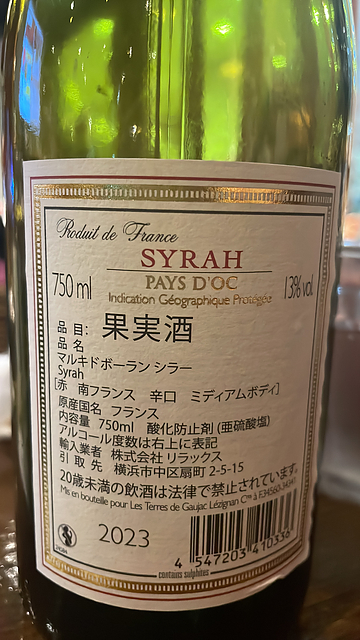 Produit de France
SYRAH
750 ml
PAYS D'OC
13% vol
Indication Géographique Protégée
品 目: 果実酒
品 名
マルキドボーラン シラー
Syrah
[赤 南フランス 辛口 ミディアムボディ]
原産国名 フランス
内容量 750ml 酸化防止剤 (亜硫酸塩)
アルコール度数は右上に表記
輸入業者 株式会社 リラックス
引 取 先 横浜市中区扇町 2-5-15
20歳未満の飲酒は法律で禁止されています。
Mis en bouteille pour Les Terres de Gaujac Lézignan Cres à F34560-34341
2023
4 547203 410336
contains sulphites